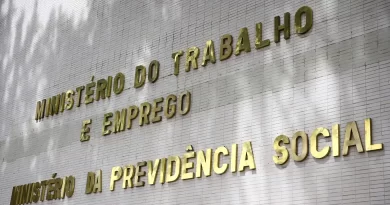 MINISTÉRIO DO TRABALHO
E EMPREGO
MINISTÉRIO DA PREVIDÊNCIA SOCIAL